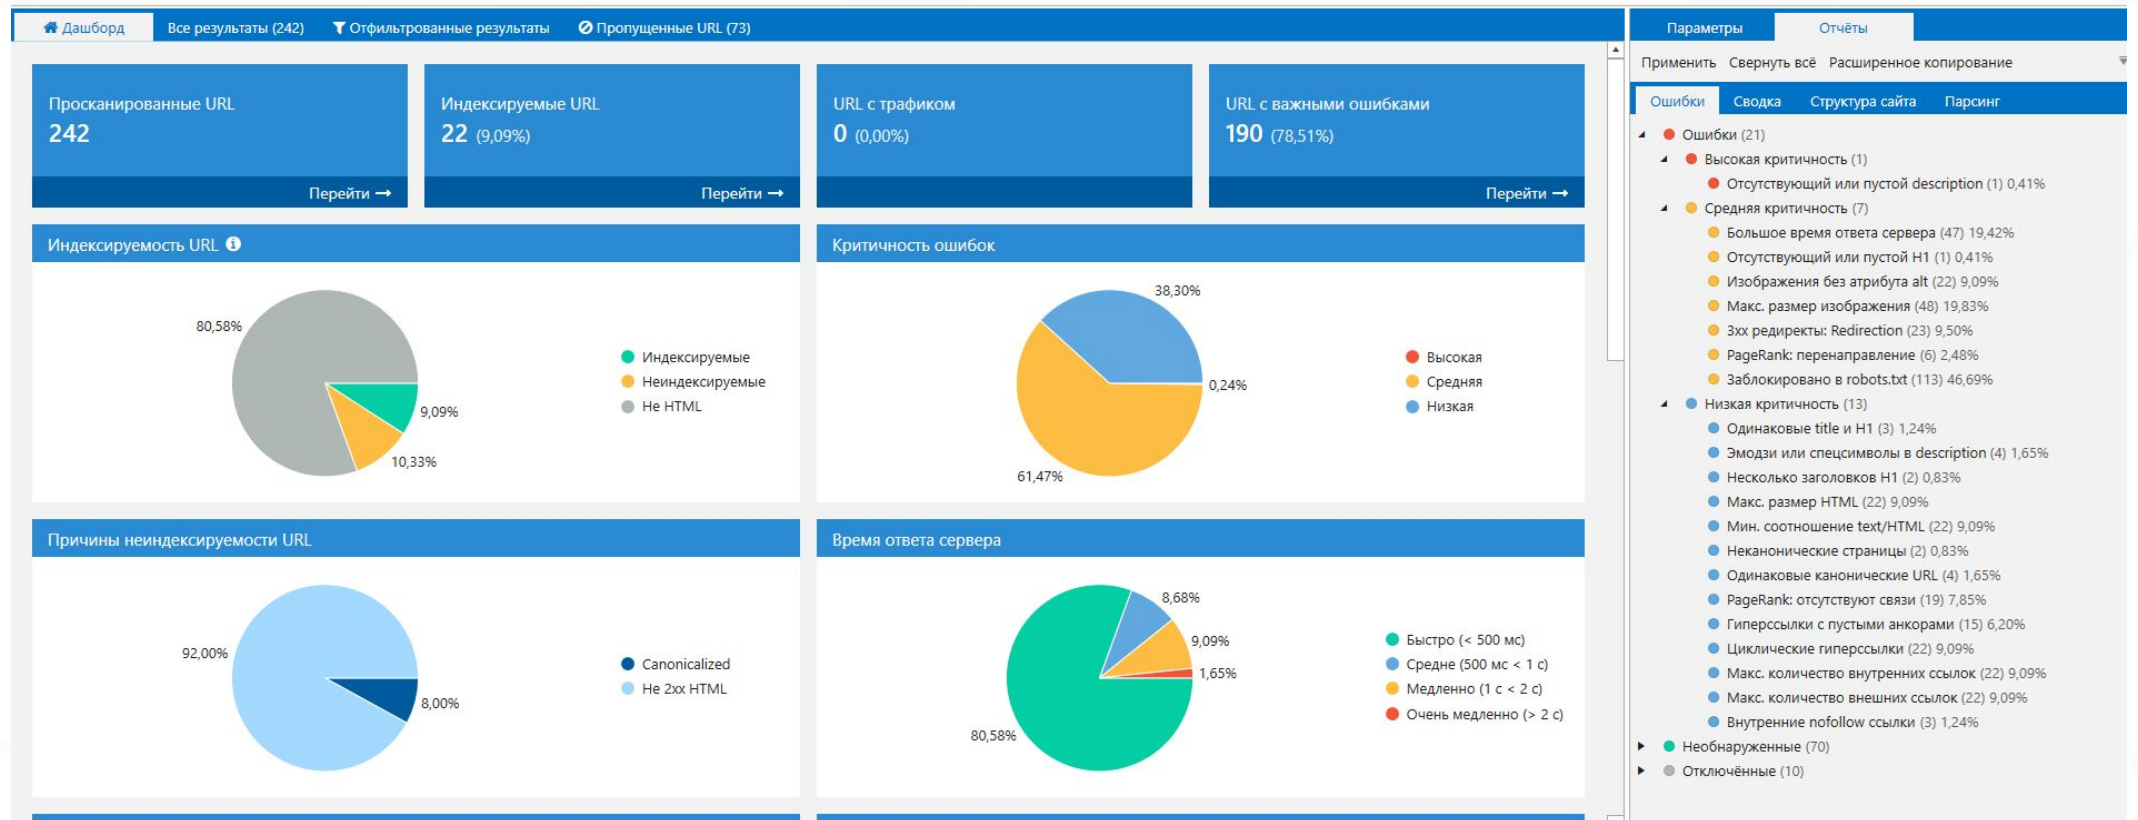 Дашборд Все результаты (242) Отфильтрованные результаты Пропущенные URL (73)
Просканированные URL
242
Перейти →
Индексируемые URL
22 (9,09%)
Перейти →
URL с трафиком
0 (0,00%)
URL с важными ошибками
190 (78,51%)
Перейти →
Индексируемость URL
80,58%
9,09%
10,33%
Индексируемые
Неиндексируемые
Не HTML
Критичность ошибок
38,30%
0,24%
61,47%
Высокая
Средняя
Низкая
Причины неиндексируемости URL
92,00%
8,00%
Canonicalized
Не 2xx HTML
Время ответа сервера
8,68%
9,09%
1,65%
80,58%
Быстро (< 500 мс)
Средне (500 мс < 1 с)
Медленно (1 с < 2 с)
Очень медленно (> 2 с)
Параметры Отчёты
Применить Свернуть всё Расширенное копирование
Ошибки Сводка Структура сайта Парсинг
Ошибки (21)
Высокая критичность (1)
Отсутствующий или пустой description (1) 0,41%
Средняя критичность (7)
Большое время ответа сервера (47) 19,42%
Отсутствующий или пустой H1 (1) 0,41%
Изображения без атрибута alt (22) 9,09%
Макс. размер изображения (48) 19,83%
3xx редиректы: Redirection (23) 9,50%
PageRank: перенаправление (6) 2,48%
Заблокировано в robots.txt (113) 46,69%
Низкая критичность (13)
Одинаковые title и H1 (3) 1,24%
Эмодзи или спецсимволы в description (4) 1,65%
Несколько заголовков H1 (2) 0,83%
Макс. размер HTML (22) 9,09%
Мин. соотношение text/HTML (22) 9,09%
Неканонические страницы (2) 0,83%
Одинаковые канонические URL (4) 1,65%
PageRank: отсутствуют связи (19) 7,85%
Гиперссылки с пустыми анкорами (15) 6,20%
Циклические гиперссылки (22) 9,09%
Макс. количество внутренних ссылок (22) 9,09%
Макс. количество внешних ссылок (22) 9,09%
Внутренние nofollow ссылки (3) 1,24%
Необнаруженные (70)
Отключённые (10)